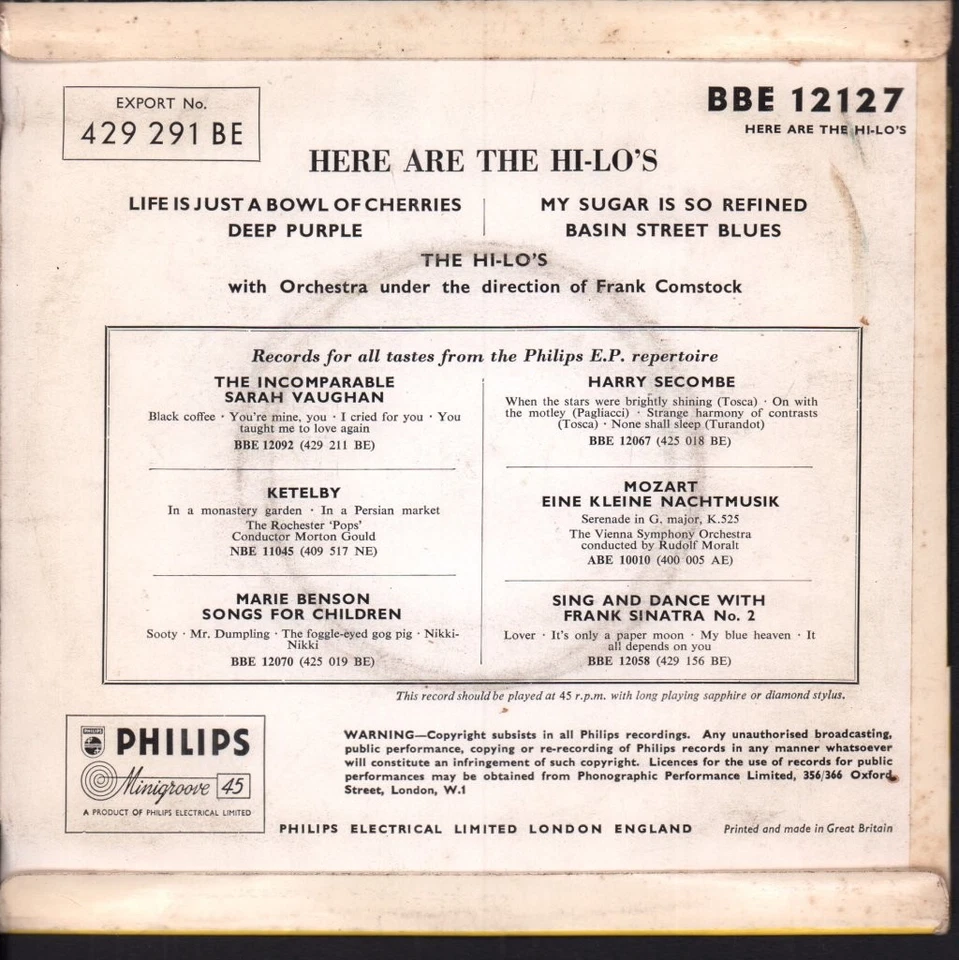 EXPORT No.
429 291 BE
BBE 12127
HERE ARE THE HI-LO'S
HERE ARE THE HI-LO'S
LIFE IS JUST A BOWL OF CHERRIES
DEEP PURPLE
MY SUGAR IS SO REFINED
BASIN STREET BLUES
THE HI-LO'S
with Orchestra under the direction of Frank Comstock
Records for all tastes from the Philips E.P. repertoire
THE INCOMPARABLE
SARAH VAUGHAN
Black coffee · You're mine, you · I cried for you · You
taught me to love again
BBE 12092 (429 211 BE)
KETELBY
In a monastery garden · In a Persian market
The Rochester 'Pops'
Conductor Morton Gould
NBE 11045 (409 517 NE)
MARIE BENSON
SONGS FOR CHILDREN
Sooty · Mr. Dumpling · The foggle-eyed gog pig · Nikki-
Nikki
BBE 12070 (425 019 BE)
HARRY SECOMBE
When the stars were brightly shining (Tosca) · On with
the motley (Pagliacci) · Strange harmony of contrasts
(Tosca) · None shall sleep (Turandot)
BBE 12067 (425 018 BE)
MOZART
EINE KLEINE NACHTMUSIK
Serenade in G. major, K.525
The Vienna Symphony Orchestra
conducted by Rudolf Moralt
ABE 10010 (400 005 AE)
SING AND DANCE WITH
FRANK SINATRA No. 2
Lover · It's only a paper moon · My blue heaven · It
all depends on you
BBE 12058 (429 156 BE)
This record should be played at 45 r.p.m. with long playing sapphire or diamond stylus.
PHILIPS
PHILIPS
Minigroove 45
A PRODUCT OF PHILIPS ELECTRICAL LIMITED
WARNING—Copyright subsists in all Philips recordings. Any unauthorised broadcasting,
public performance, copying or re-recording of Philips records in any manner whatsoever
will constitute an infringement of such copyright. Licences for the use of records for public
performances may be obtained from Phonographic Performance Limited, 356/366 Oxford
Street, London, W.1
PHILIPS ELECTRICAL LIMITED LONDON ENGLAND
Printed and made in Great Britain